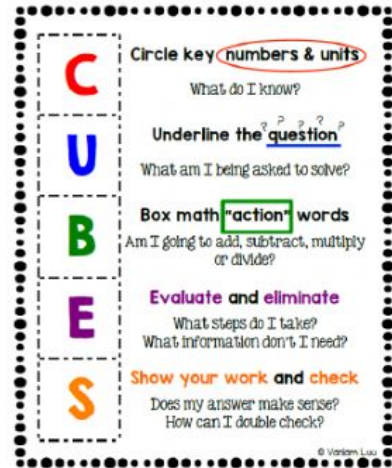 C
Circle key numbers & units
What do I know?
U
? ? ? ? ?
Underline the question
What am I being asked to solve?
B
Box math "action" words
Am I going to add, subtract, multiply
or divide?
E
Evaluate and eliminate
What steps do I take?
What information don't I need?
S
Show your work and check
Does my answer make sense?
How can I double check?
© Vaniam Luu